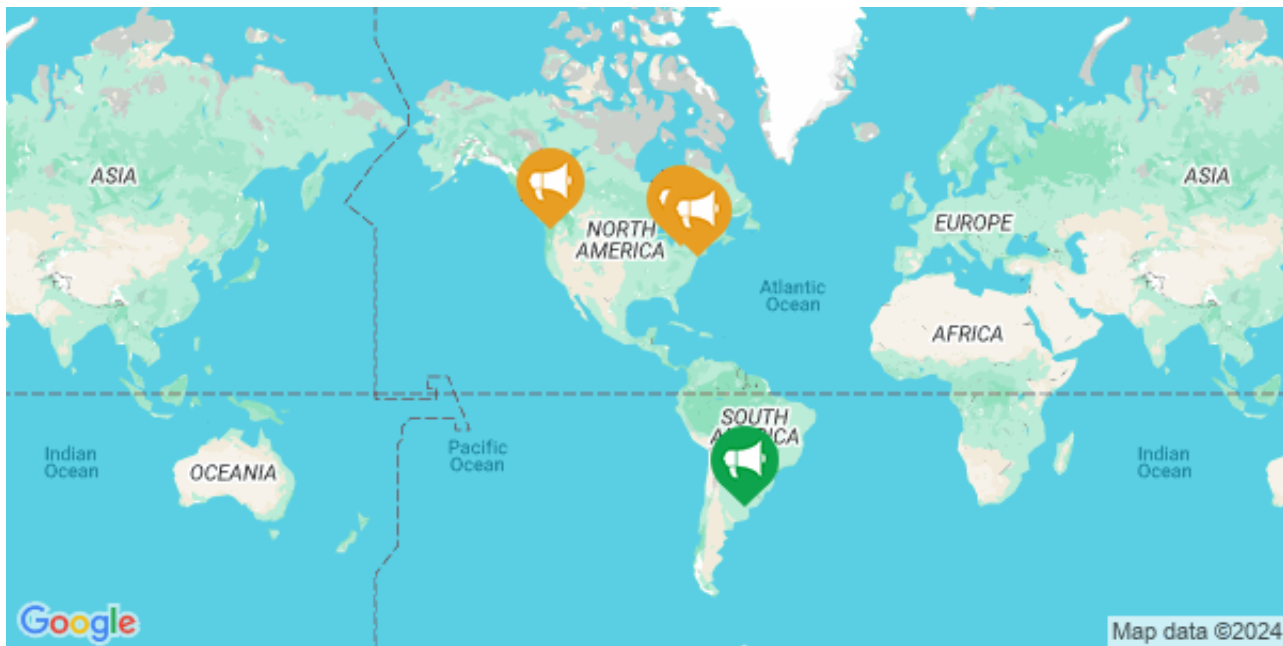 ASIA
ASIA
NORTH
AMERICA
EUROPE
Atlantic
Ocean
AFRICA
SOUTH
AMERICA
Pacific
Ocean
Indian
Ocean
OCEANIA
Indian
Ocean
Google
Map data ©2024